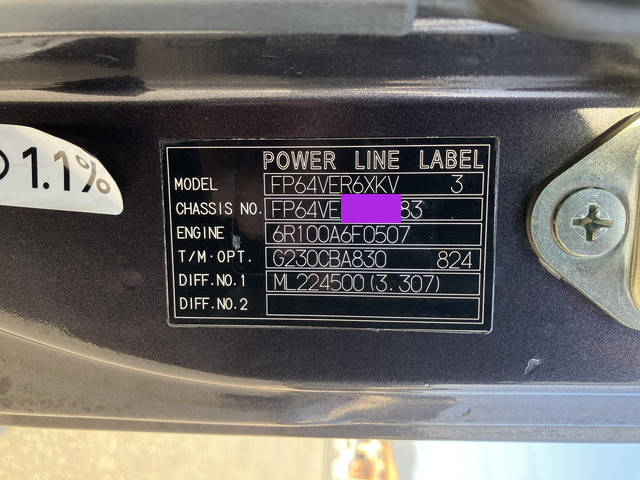 1.1%
POWER LINE LABEL
MODEL FP64VER6XKV 3
CHASSIS NO. FP64VE 83
ENGINE 6R100A6F0507
T/M·OPT. G230CBA830 824
DIFF.NO.1 ML224500(3.307)
DIFF.NO.2